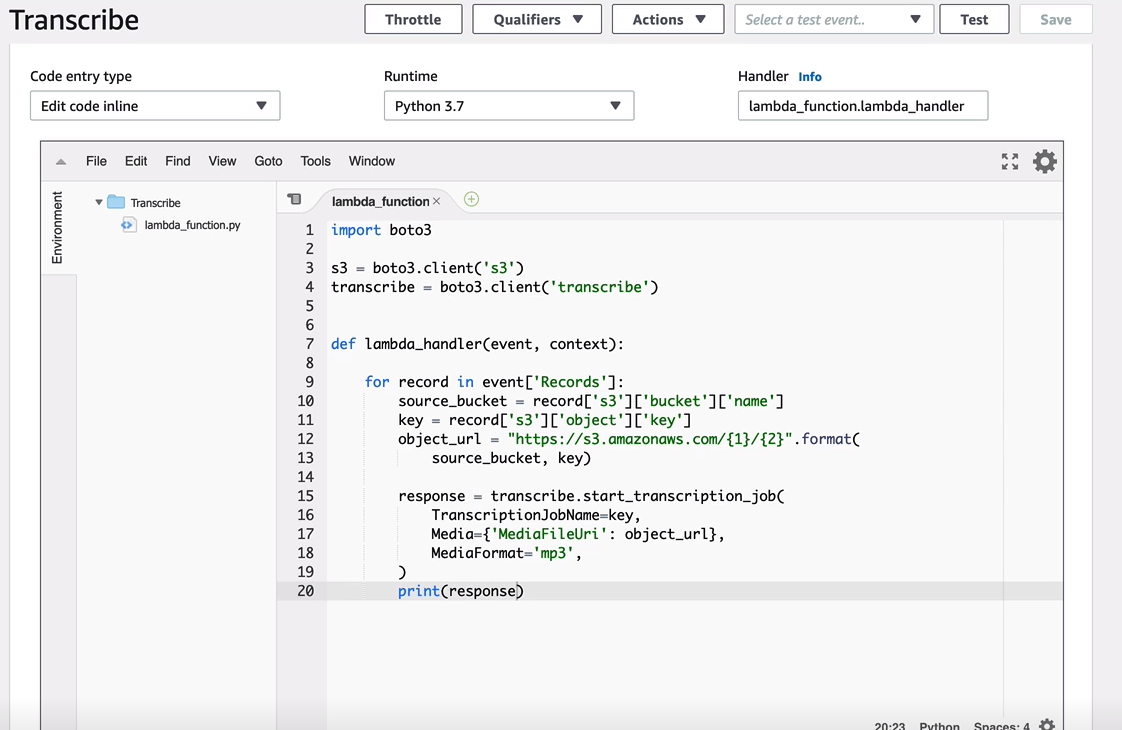 Transcribe
Throttle
Qualifiers
Actions
Select a test event..
Test
Save
Code entry type
Edit code inline
Runtime
Python 3.7
Handler Info
lambda_function.lambda_handler
File Edit Find View Goto Tools Window
Environment
Transcribe
lambda_function.py
lambda_function
1 import boto3
2
3 s3 = boto3.client('s3')
4 transcribe = boto3.client('transcribe')
5
6
7 def lambda_handler(event, context):
8
9     for record in event['Records']:
10         source_bucket = record['s3']['bucket']['name']
11         key = record['s3']['object']['key']
12         object_url = "https://s3.amazonaws.com/{1}/{2}".format(
13             source_bucket, key)
14
15         response = transcribe.start_transcription_job(
16             TranscriptionJobName=key,
17             Media={'MediaFileUri': object_url},
18             MediaFormat='mp3',
19         )
20         print(response)
20:23 Python Spaces: 4